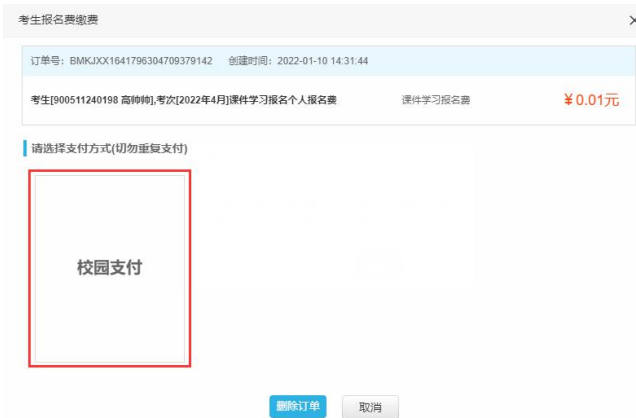 考生报名费缴费
订单号：BMKJXX1641796304709379142 创建时间：2022-01-10 14:31:44
考生[900511240198 高帅帅],考次[2022年4月]课件学习报名个人报名费 课件学习报名费 ¥0.01元
请选择支付方式(切勿重复支付)
校园支付
删除订单 取消